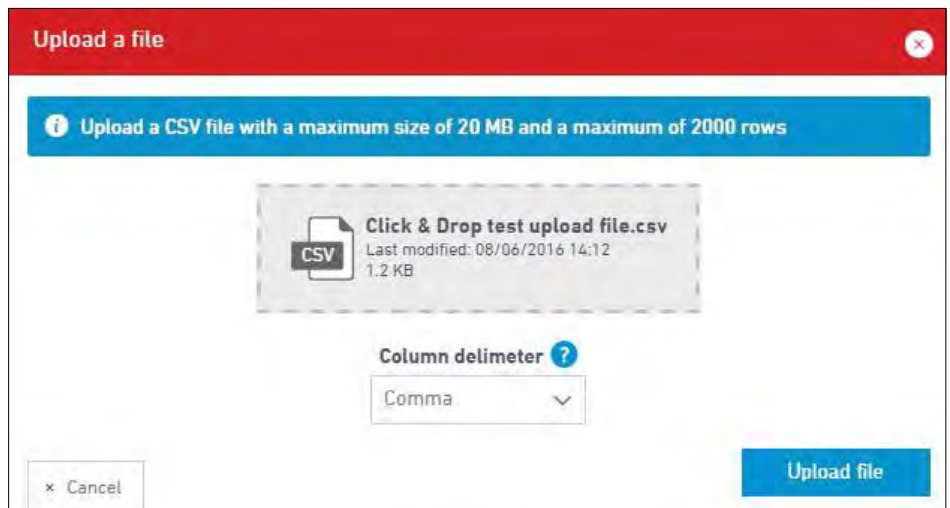 Upload a file
Upload a CSV file with a maximum size of 20 MB and a maximum of 2000 rows
Click & Drop test upload file.csv
CSV
Last modified: 08/06/2016 14:12
1.2 KB
Column delimeter ?
Comma
× Cancel
Upload file